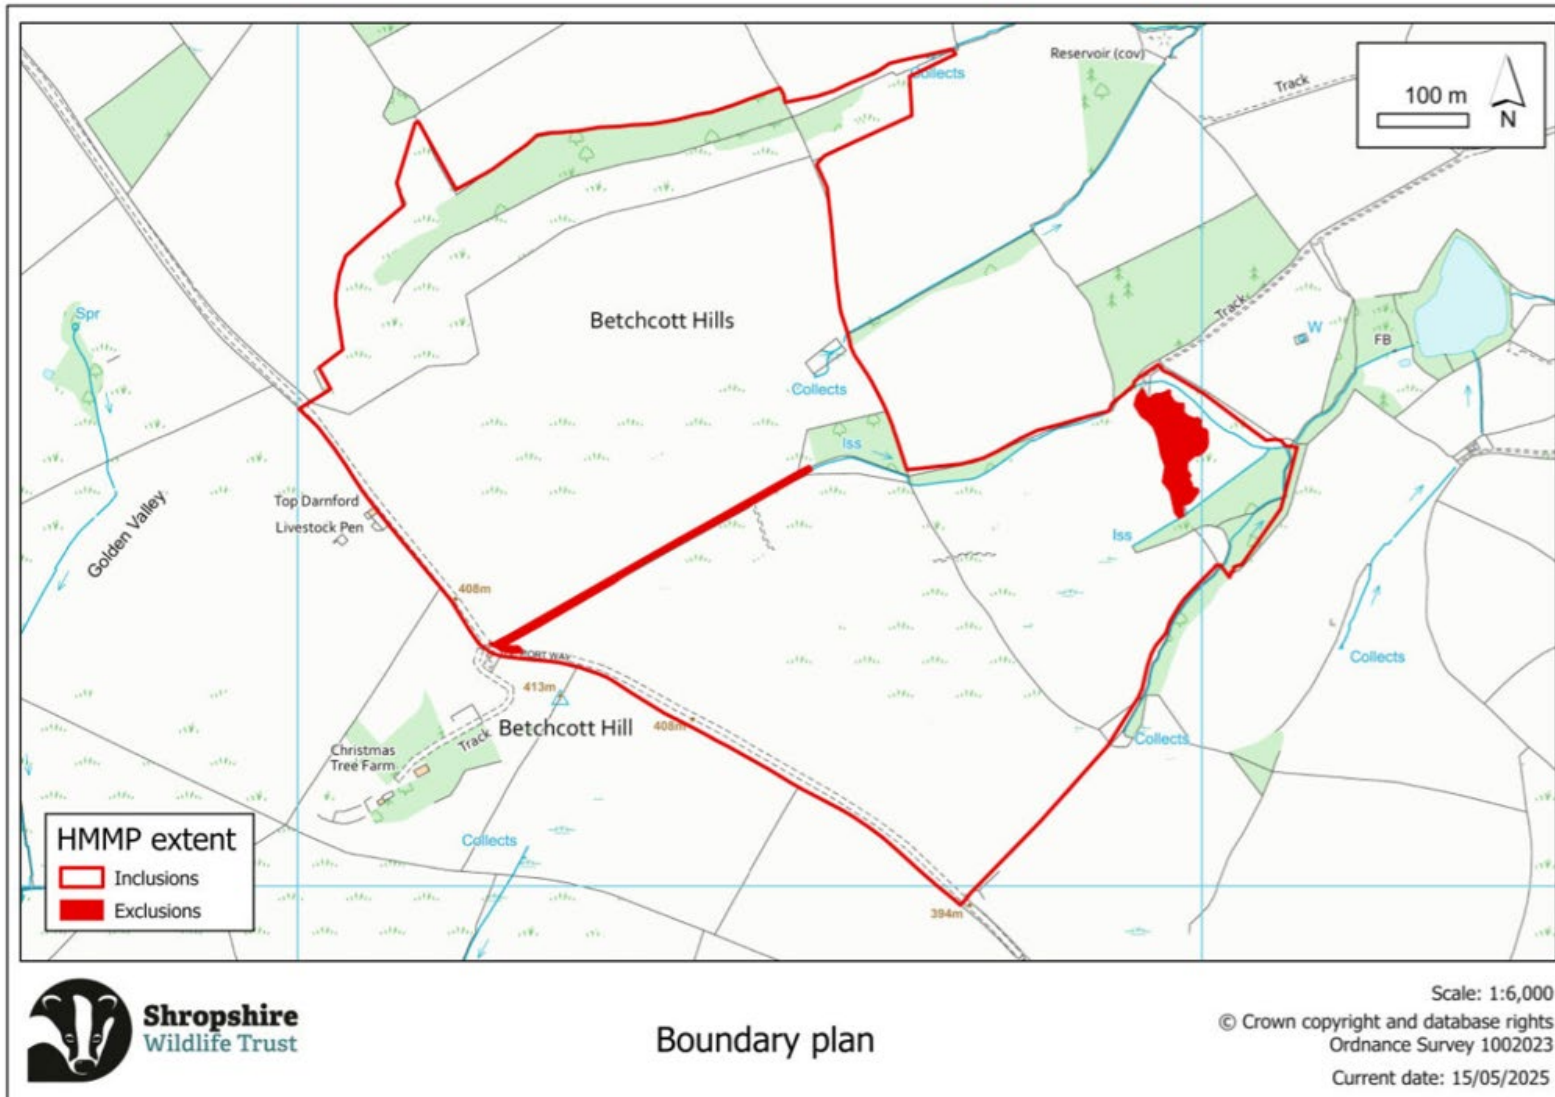 Reservoir (cov)
Track
100 m
N
Collects
Spr
Betchcott Hills
Track
W
FB
Collects
Iss
Top Darnford
Livestock Pen
Golden Valley
Iss
408m
PORT WAY
413m
408m
Betchcott Hill
Track
Christmas
Tree Farm
Collects
Collects
Collects
394m
HMMP extent
Inclusions
Exclusions
Shropshire
Wildlife Trust
Boundary plan
Scale: 1:6,000
© Crown copyright and database rights
Ordnance Survey 1002023
Current date: 15/05/2025